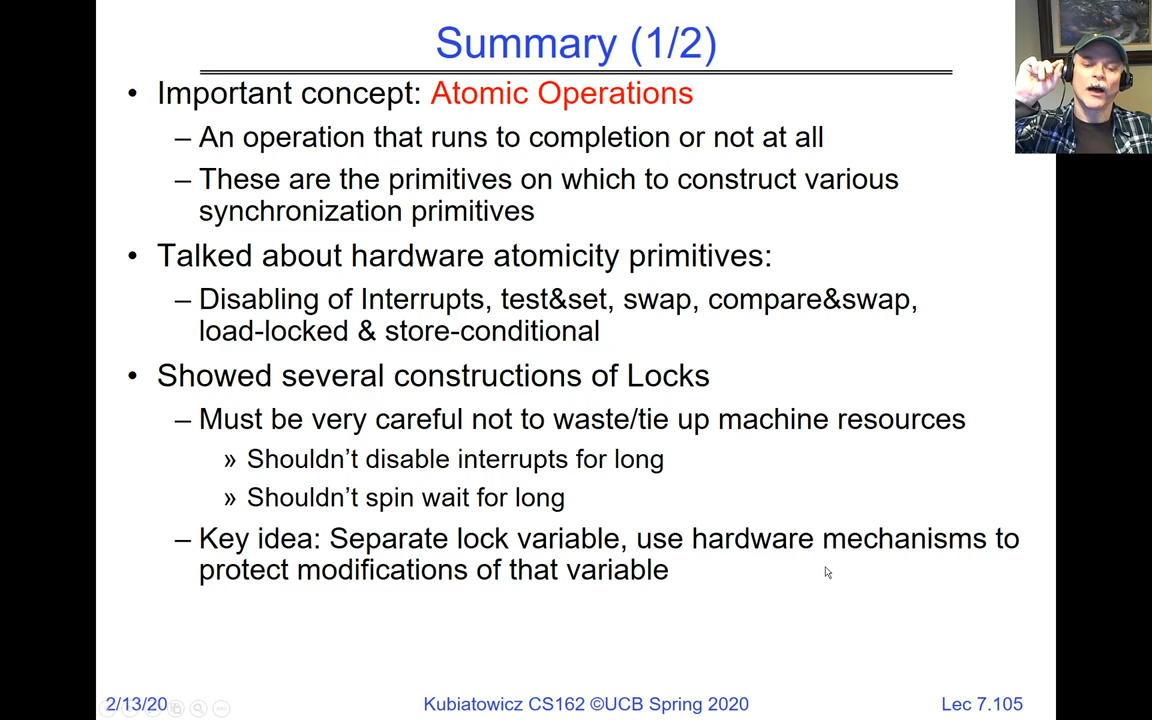 Summary (1/2)
• Important concept: Atomic Operations
– An operation that runs to completion or not at all
– These are the primitives on which to construct various
synchronization primitives
• Talked about hardware atomicity primitives:
– Disabling of Interrupts, test&set, swap, compare&swap,
load-locked & store-conditional
• Showed several constructions of Locks
– Must be very careful not to waste/tie up machine resources
» Shouldn't disable interrupts for long
» Shouldn't spin wait for long
– Key idea: Separate lock variable, use hardware mechanisms to
protect modifications of that variable
2/13/20
Kubiatowicz CS162 ©UCB Spring 2020
Lec 7.105